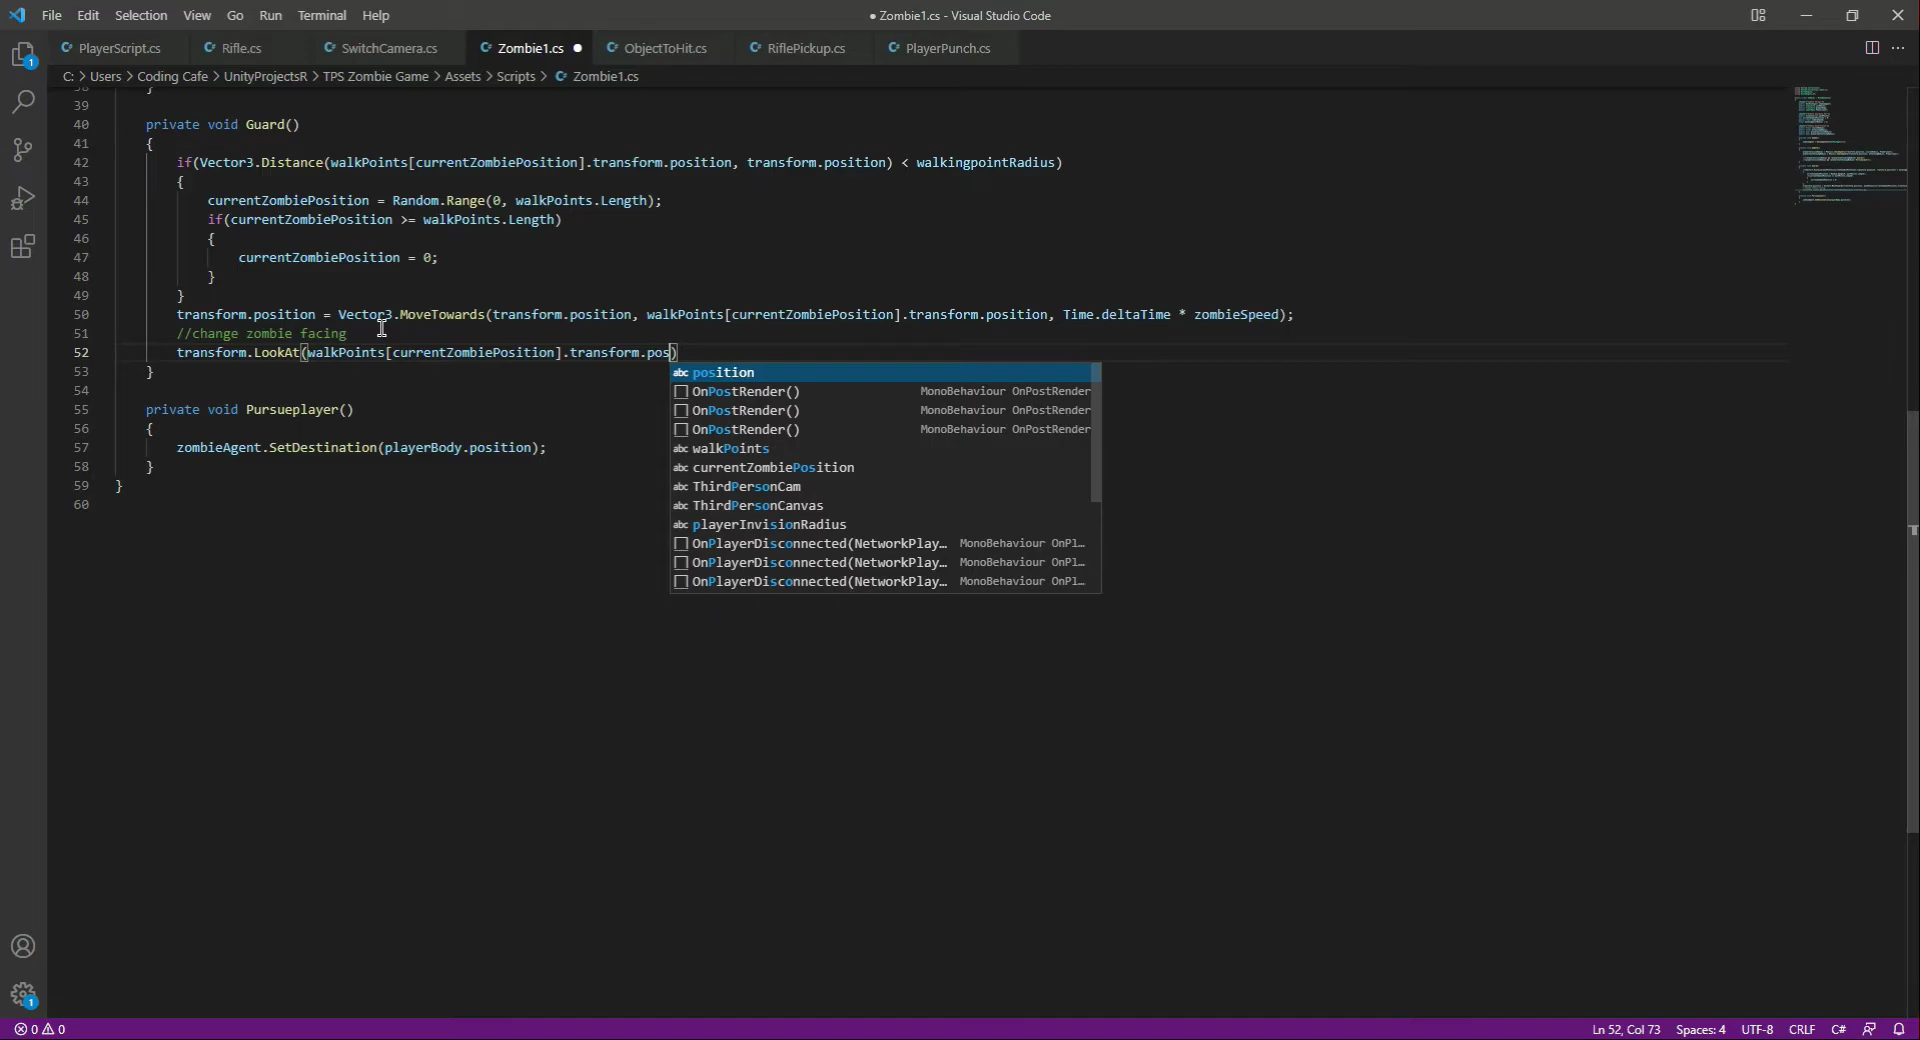 File Edit Selection View Go Run Terminal Help
● Zombie1.cs - Visual Studio Code
PlayerScript.cs Rifle.cs SwitchCamera.cs Zombie1.cs ● ObjectToHit.cs RiflePickup.cs PlayerPunch.cs
C: > Users > Coding Cafe > UnityProjectsR > TPS Zombie Game > Assets > Scripts > Zombie1.cs
38 }
39
40 private void Guard()
41 {
42 if(Vector3.Distance(walkPoints[currentZombiePosition].transform.position, transform.position) < walkingpointRadius)
43 {
44 currentZombiePosition = Random.Range(0, walkPoints.Length);
45 if(currentZombiePosition >= walkPoints.Length)
46 {
47 currentZombiePosition = 0;
48 }
49 }
50 transform.position = Vector3.MoveTowards(transform.position, walkPoints[currentZombiePosition].transform.position, Time.deltaTime * zombieSpeed);
51 //change zombie facing
52 transform.LookAt(walkPoints[currentZombiePosition].transform.pos)
53 }
54
55 private void Pursueplayer()
56 {
57 zombieAgent.SetDestination(playerBody.position);
58 }
59 }
60
abc position
OnPostRender() MonoBehaviour OnPostRender
OnPostRender() MonoBehaviour OnPostRender
OnPostRender() MonoBehaviour OnPostRender
abc walkPoints
abc currentZombiePosition
abc ThirdPersonCam
abc ThirdPersonCanvas
abc playerInvisionRadius
OnPlayerDisconnected(NetworkPlay… MonoBehaviour OnPl…
OnPlayerDisconnected(NetworkPlay… MonoBehaviour OnPl…
OnPlayerDisconnected(NetworkPlay… MonoBehaviour OnPl…
1
1
0 0 Ln 52, Col 73 Spaces: 4 UTF-8 CRLF C#